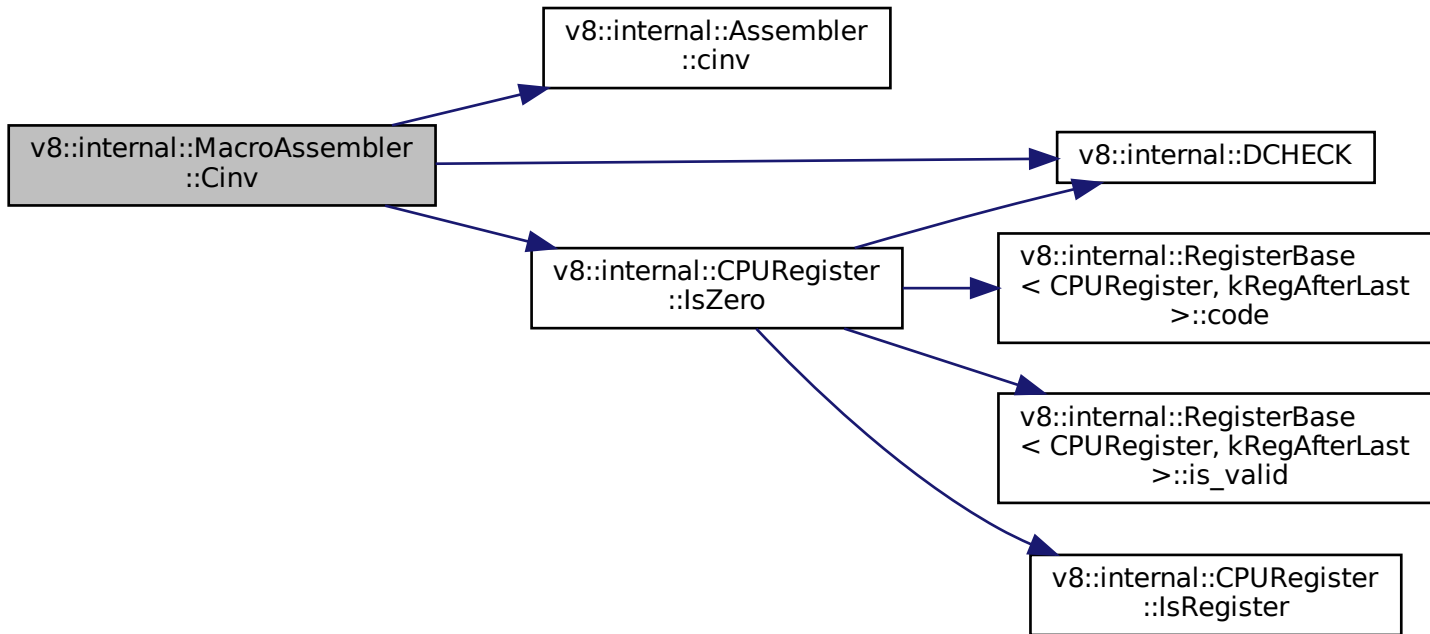 v8::internal::Assembler
::cinv
v8::internal::MacroAssembler
::Cinv
v8::internal::DCHECK
v8::internal::CPURegister
::IsZero
v8::internal::RegisterBase
< CPURegister, kRegAfterLast
>::code
v8::internal::RegisterBase
< CPURegister, kRegAfterLast
>::is_valid
v8::internal::CPURegister
::IsRegister